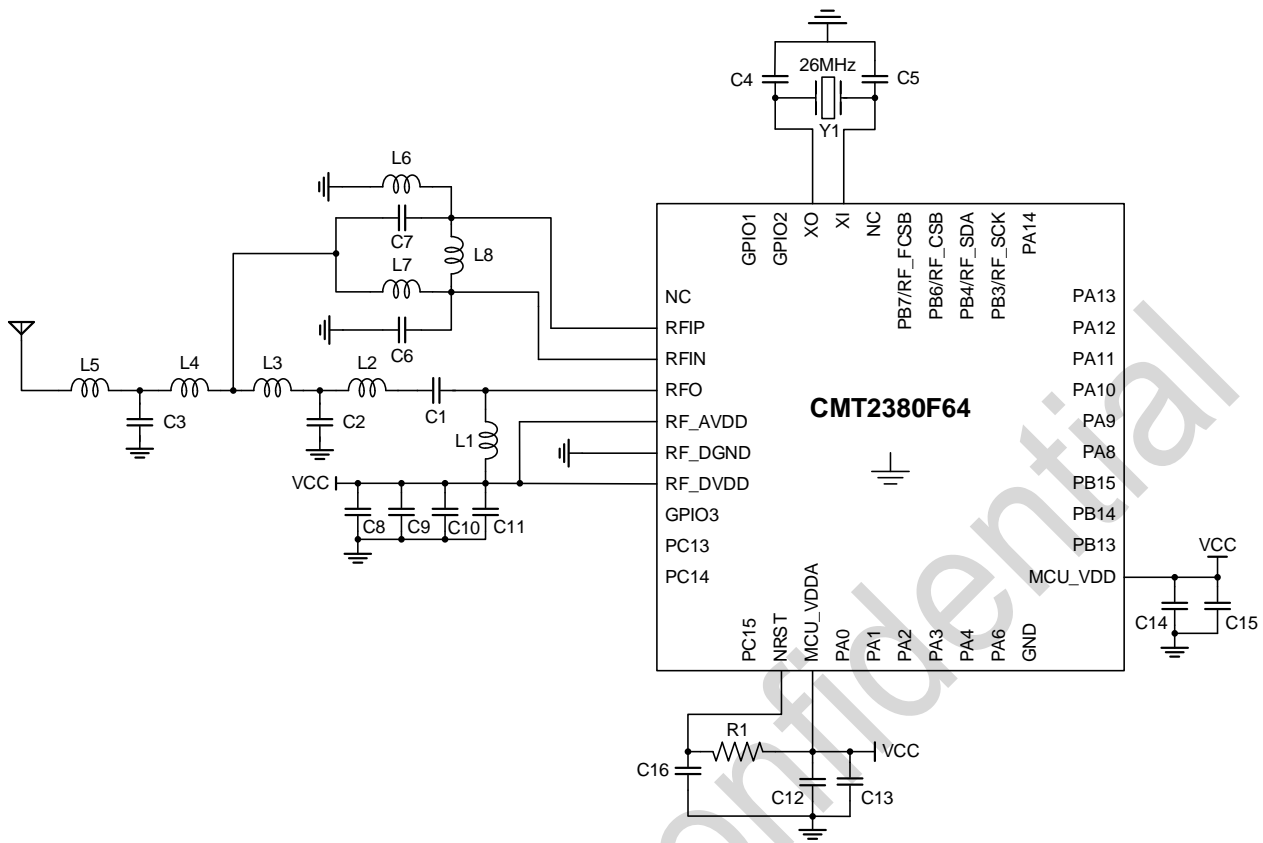 26MHz
C4
C5
Y1
L6
C7
L7
L8
C6
L5
L4
L3
L2
C1
C3
C2
L1
VCC
C8
C9
C10
C11
GPIO1
GPIO2
XO
XI
NC
PB7/RF_FCSB
PB6/RF_CSB
PB4/RF_SDA
PB3/RF_SCK
PA14
NC
RFIP
RFIN
RFO
RF_AVDD
RF_DGND
RF_DVDD
GPIO3
PC13
PC14
CMT2380F64
PA13
PA12
PA11
PA10
PA9
PA8
PB15
PB14
PB13
MCU_VDD
VCC
C14
C15
PC15
NRST
MCU_VDDA
PA0
PA1
PA2
PA3
PA4
PA6
GND
R1
VCC
C16
C12
C13
onfidential